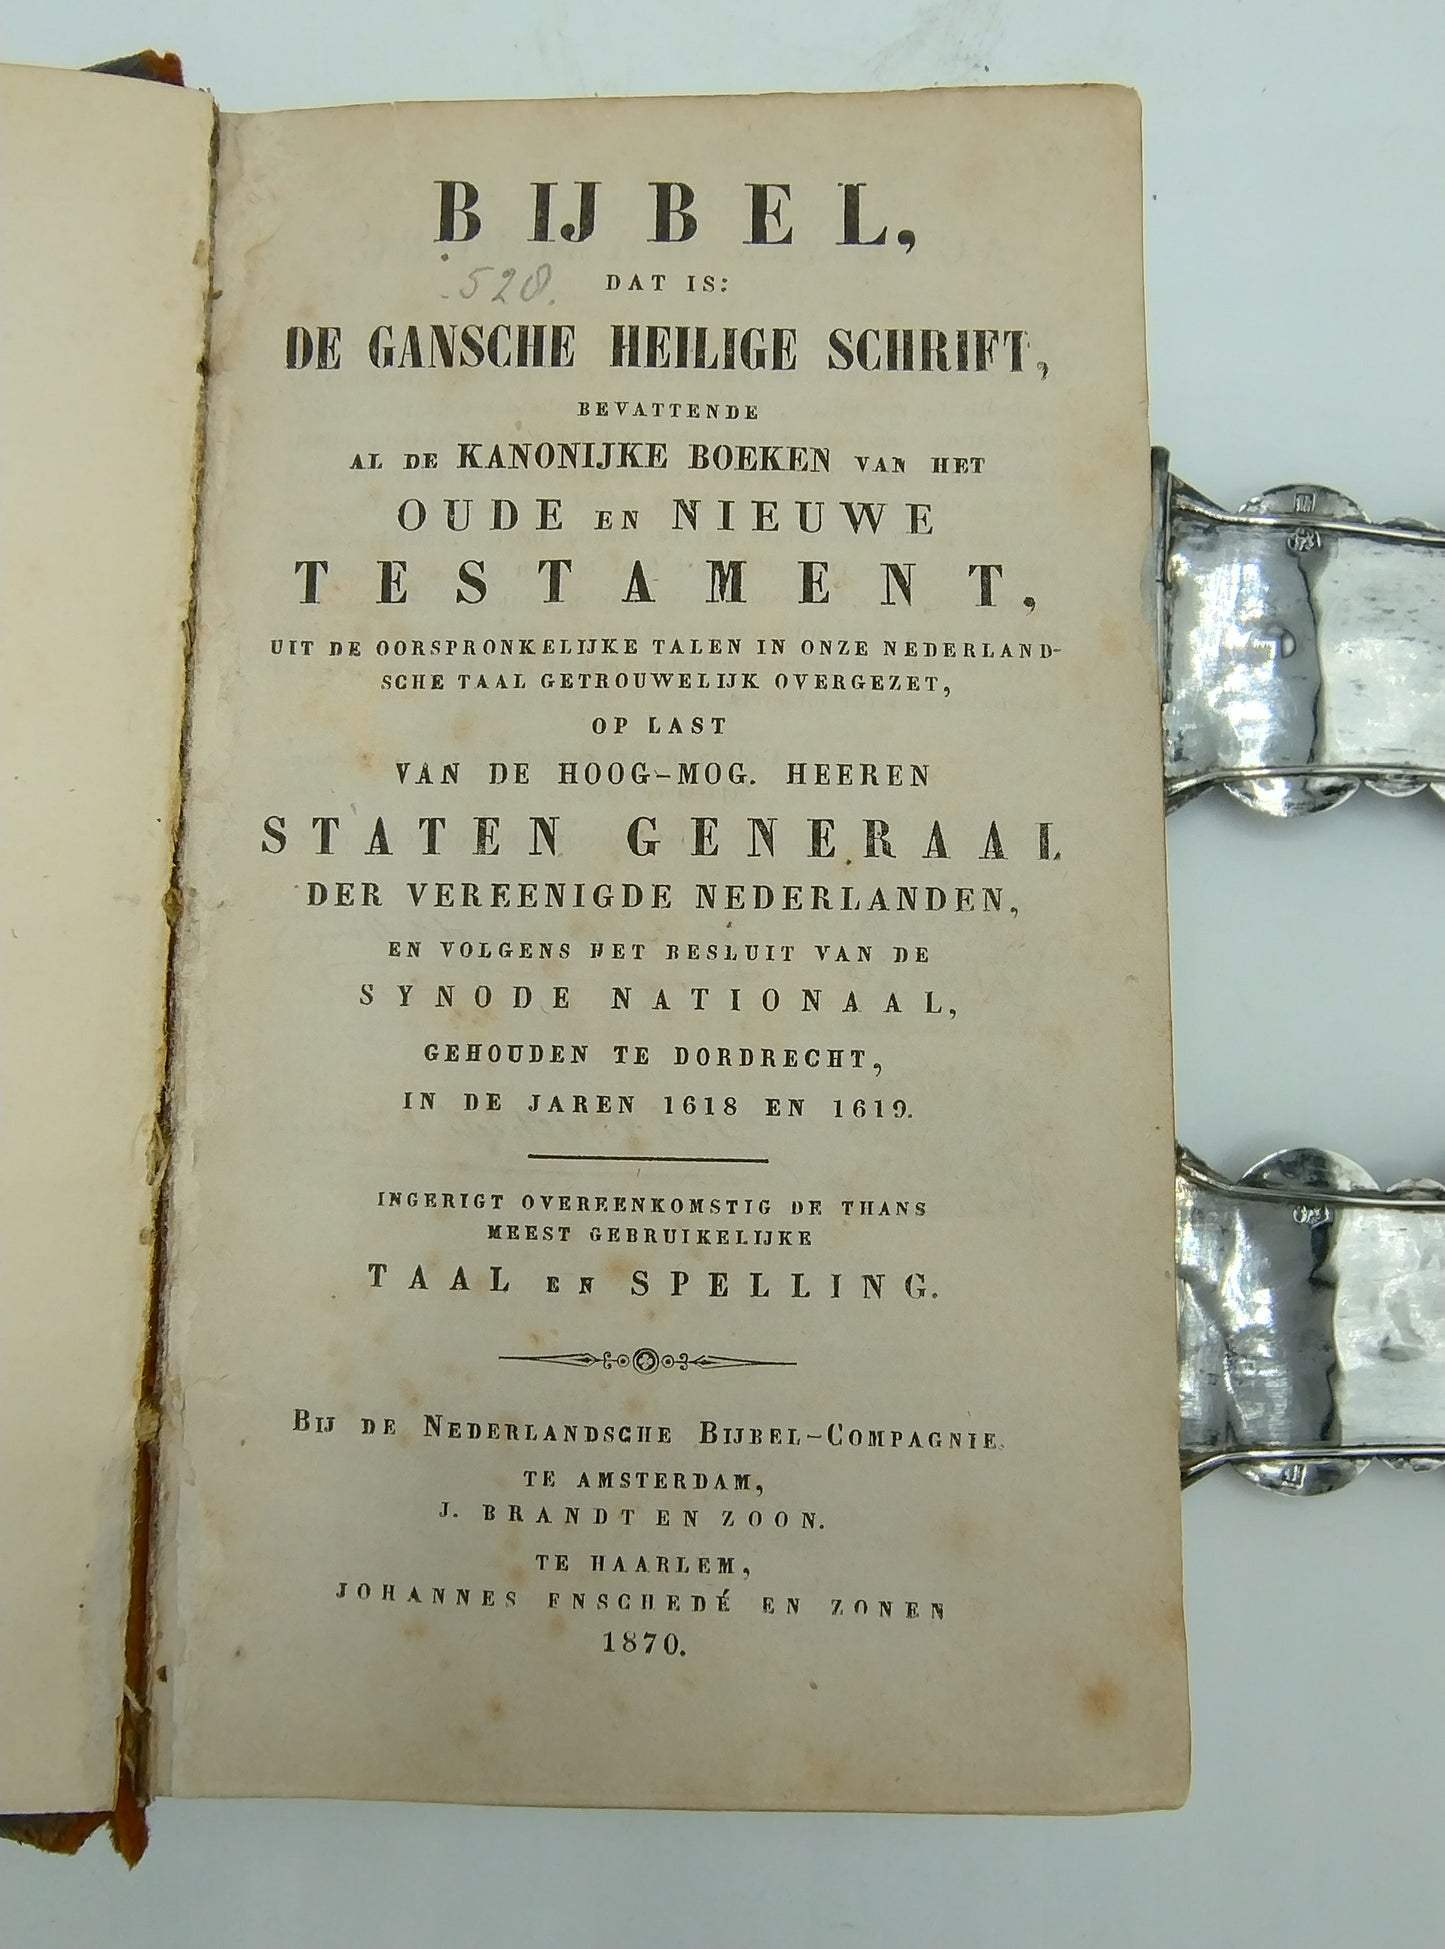 BIJBEL,
528.
DAT IS:
DE GANSCHE HEILIGE SCHRIFT,
BEVATTENDE
AL DE KANONIJKE BOEKEN VAN HET
OUDE EN NIEUWE
TESTAMENT,
UIT DE OORSPRONKELIJKE TALEN IN ONZE NEDERLAND-
SCHE TAAL GETROUWELIJK OVERGEZET,
OP LAST
VAN DE HOOG-MOG. HEEREN
STATEN GENERAAL
DER VEREENIGDE NEDERLANDEN,
EN VOLGENS HET BESLUIT VAN DE
SYNODE NATIONAAL,
GEHOUDEN TE DORDRECHT,
IN DE JAREN 1618 EN 1619.
INGERIGT OVEREENKOMSTIG DE THANS
MEEST GEBRUIKELIJKE
TAAL EN SPELLING.
BIJ DE NEDERLANDSCHE BIJBEL-COMPAGNIE.
TE AMSTERDAM,
J. BRANDT EN ZOON.
TE HAARLEM,
JOHANNES ENSCHEDÉ EN ZONEN
1870.